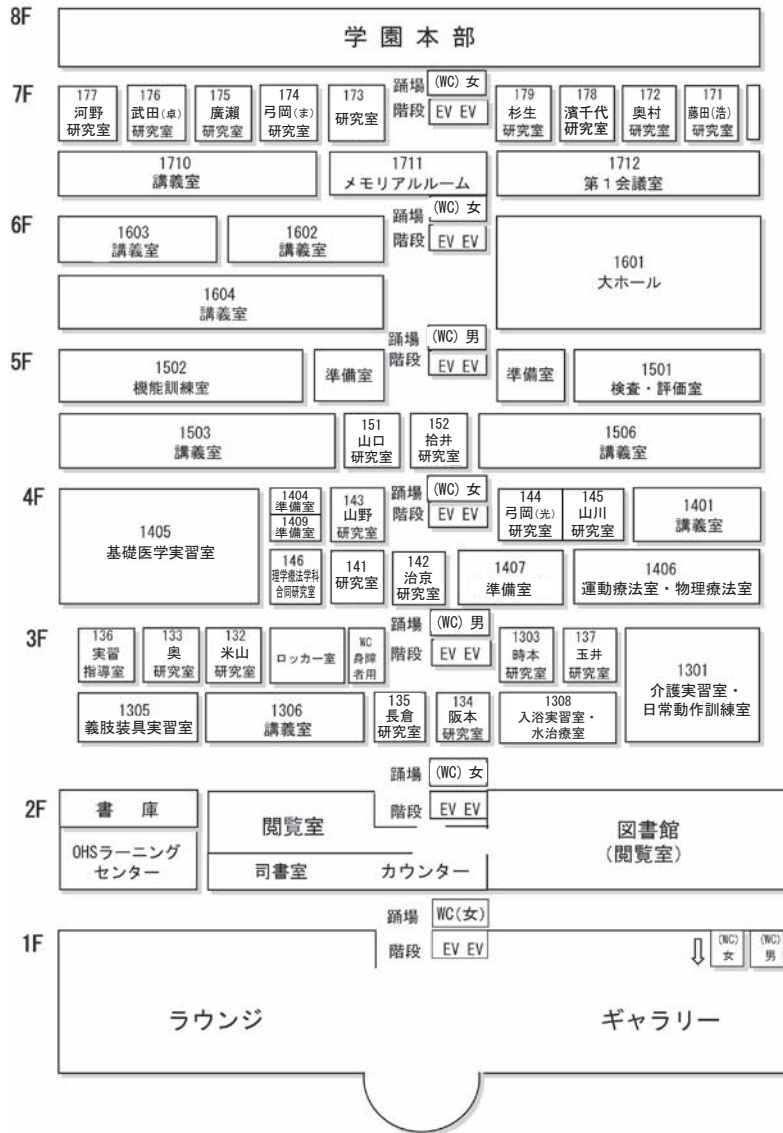 8F
学園本部
7F
177
河野
研究室
176
武田(卓)
研究室
175
廣瀬
研究室
174
弓岡(ま)
研究室
173
研究室
踊場
(WC) 女
階段
EV EV
179
杉生
研究室
178
濱千代
研究室
172
奥村
研究室
171
藤田(浩)
研究室
1710
講義室
1711
メモリアルルーム
1712
第1会議室
6F
踊場
(WC) 女
階段
EV EV
1603
講義室
1602
講義室
1601
大ホール
1604
講義室
5F
踊場
(WC) 男
階段
EV EV
1502
機能訓練室
準備室
準備室
1501
検査・評価室
1503
講義室
151
山口
研究室
152
拾井
研究室
1506
講義室
4F
1405
基礎医学実習室
1404
準備室
1409
準備室
143
山野
研究室
踊場
(WC) 女
階段
EV EV
144
弓岡(光)
研究室
145
山川
研究室
1401
講義室
146
理学療法学科
合同研究室
141
研究室
142
治京
研究室
1407
準備室
1406
運動療法室・物理療法室
3F
136
実習
指導室
133
奥
研究室
132
米山
研究室
ロッカー室
WC
身障
者用
踊場
(WC) 男
階段
EV EV
1303
時本
研究室
137
玉井
研究室
1301
介護実習室・
日常動作訓練室
1305
義肢装具実習室
1306
講義室
135
長倉
研究室
134
阪本
研究室
1308
入浴実習室・
水治療室
2F
踊場
(WC) 女
階段
EV EV
書庫
OHSラーニング
センター
閲覧室
司書室
カウンター
図書館
(閲覧室)
1F
踊場
WC(女)
階段
EV EV
⇩
(WC)
女
(WC)
男
ラウンジ
ギャラリー